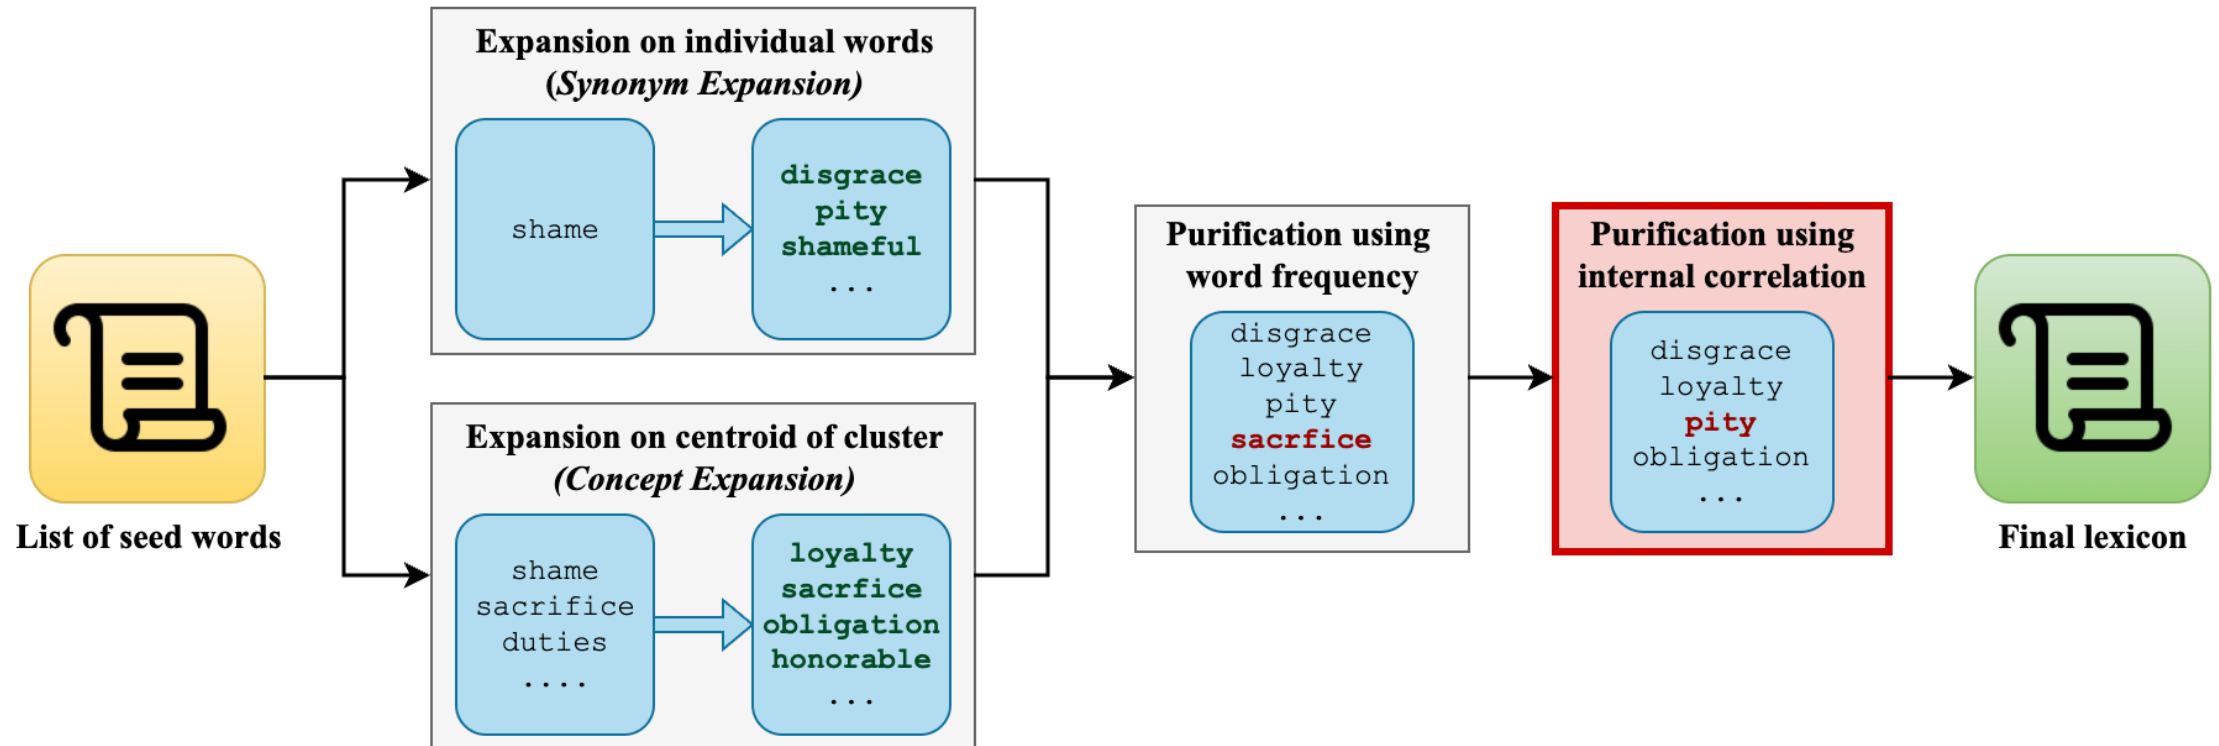 Expansion on individual words
(Synonym Expansion)
shame
disgrace
pity
shameful
...
List of seed words
Expansion on centroid of cluster
(Concept Expansion)
shame
sacrifice
duties
....
loyalty
sacrfice
obligation
honorable
...
Purification using
word frequency
disgrace
loyalty
pity
sacrfice
obligation
...
Purification using
internal correlation
disgrace
loyalty
pity
obligation
...
Final lexicon